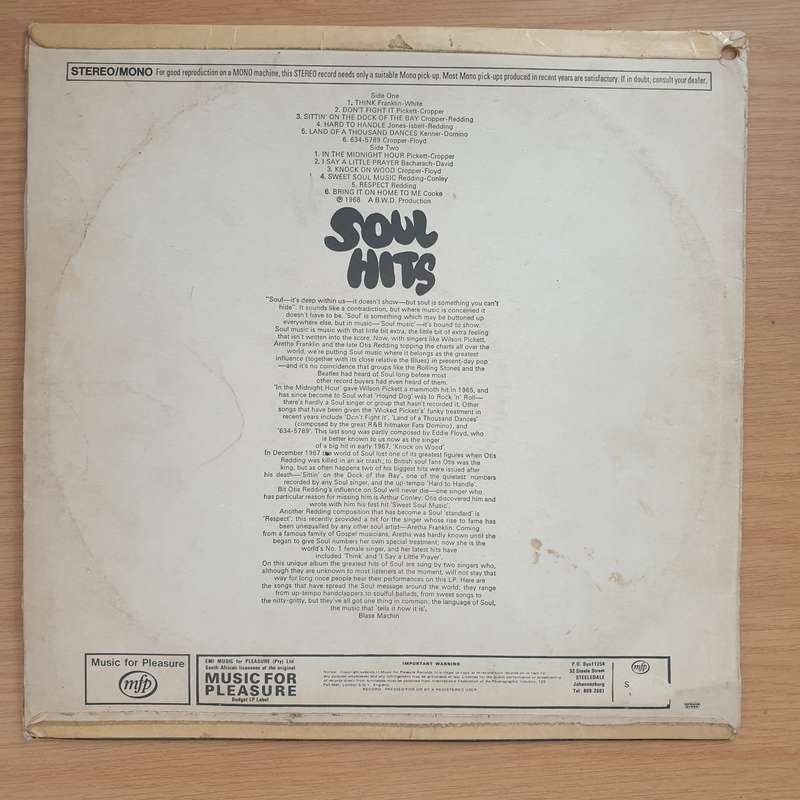 STEREO/MONO For good reproduction on a MONO machine, this STEREO record needs only a suitable Mono pick-up. Most Mono pick-ups produced in recent years are satisfactory. If in doubt, consult your dealer.
Side One
1. THINK Franklin-White
2. DON'T FIGHT IT Pickett-Cropper
3. SITTIN' ON THE DOCK OF THE BAY Cropper-Redding
4. HARD TO HANDLE Jones-Isbell-Redding
5. LAND OF A THOUSAND DANCES Kenner-Domino
6. 634-5789 Cropper-Floyd
Side Two
1. IN THE MIDNIGHT HOUR Pickett-Cropper
2. I SAY A LITTLE PRAYER Bacharach-David
3. KNOCK ON WOOD Cropper-Floyd
4. SWEET SOUL MUSIC Redding-Conley
5. RESPECT Redding
6. BRING IT ON HOME TO ME Cooke
℗ 1968 A B.W.D. Production
SOUL
HITS
"Soul—it's deep within us—it doesn't show—but soul is something you can't
hide". It sounds like a contradiction, but where music is concerned it
doesn't have to be. 'Soul' is something which may be buttoned up
everywhere else, but in music—'Soul music'—it's bound to show.
Soul music is music with that little bit extra, the little bit of extra feeling
that isn't written into the score. Now, with singers like Wilson Pickett,
Aretha Franklin and the late Otis Redding topping the charts all over the
world, we're putting Soul music where it belongs as the greatest
influence (together with its close relative the Blues) in present-day pop
—and it's no coincidence that groups like the Rolling Stones and the
Beatles had heard of Soul long before most
other record buyers had even heard of them.
'In the Midnight Hour' gave Wilson Pickett a mammoth hit in 1965, and
has since become to Soul what 'Hound Dog' was to Rock 'n' Roll—
there's hardly a Soul singer or group that hasn't recorded it. Other
songs that have been given the 'Wicked Pickett's' funky treatment in
recent years include 'Don't Fight It', 'Land of a Thousand Dances'
(composed by the great R&B hitmaker Fats Domino), and
'634-5789'. This last song was partly composed by Eddie Floyd, who
is better known to us now as the singer
of a big hit in early 1967, 'Knock on Wood'.
In December 1967 the world of Soul lost one of its greatest figures when Otis
Redding was killed in an air crash; to British soul fans Otis was the
king, but as often happens two of his biggest hits were issued after
his death—'Sittin' on the Dock of the Bay', one of the quietest numbers
recorded by any Soul singer, and the up-tempo 'Hard to Handle'.
Bit Otis Redding's influence on Soul will never die—one singer who
has particular reason for missing him is Arthur Conley: Otis discovered him and
wrote with him his first hit 'Sweet Soul Music'.
Another Redding composition that has become a Soul 'standard' is
"Respect"; this recently provided a hit for the singer whose rise to fame has
been unequalled by any other soul artist—Aretha Franklin. Coming
from a famous family of Gospel musicians, Aretha was hardly known until she
began to give Soul numbers her own special treatment; now she is the
world's No. 1 female singer, and her latest hits have
included 'Think' and 'I Say a Little Prayer'.
On this unique album the greatest hits of Soul are sung by two singers who,
although they are unknown to most listeners at the moment, will not stay that
way for long once people hear their performances on this LP. Here are
the songs that have spread the Soul message around the world; they range
from up-tempo handclappers to soulful ballads, from sweet songs to
the nitty-gritty, but they've all got one thing in common: the language of Soul,
the music that 'tells it how it is'.
Blase Machin
Music for Pleasure
mfp
EMI MUSIC for PLEASURE (Pty) Ltd
South African licencees of the original
MUSIC FOR
PLEASURE
Budget LP Label
IMPORTANT WARNING
P.O. Box11254
32 Steele Street
STEELEDALE
Johannesburg
mfp
S